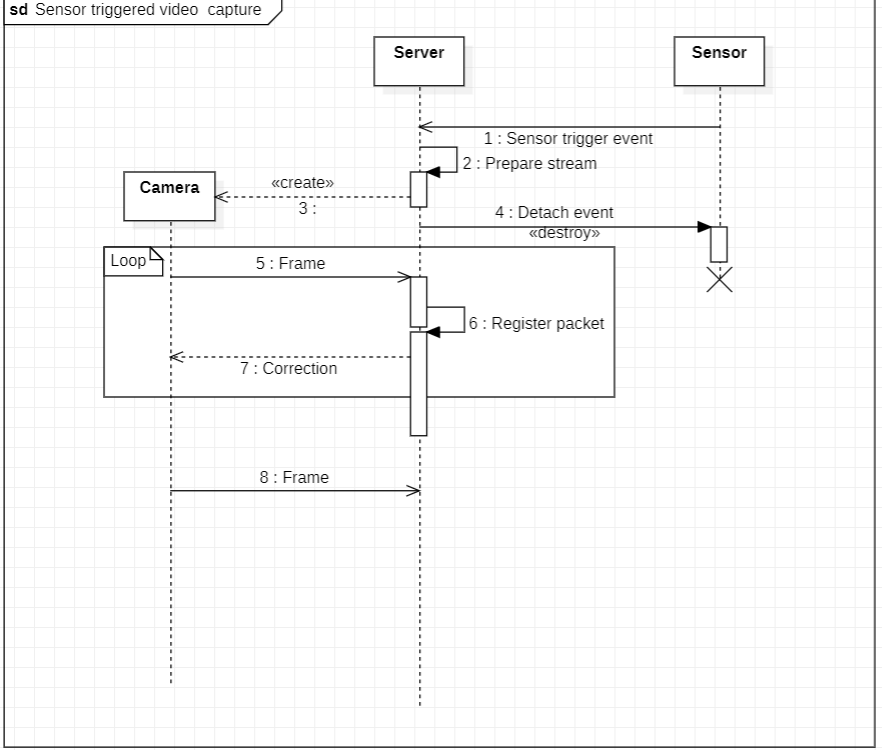 sd Sensor triggered video capture
Server
Sensor
1 : Sensor trigger event
2 : Prepare stream
Camera
«create»
3 :
4 : Detach event
«destroy»
Loop
5 : Frame
6 : Register packet
7 : Correction
8 : Frame